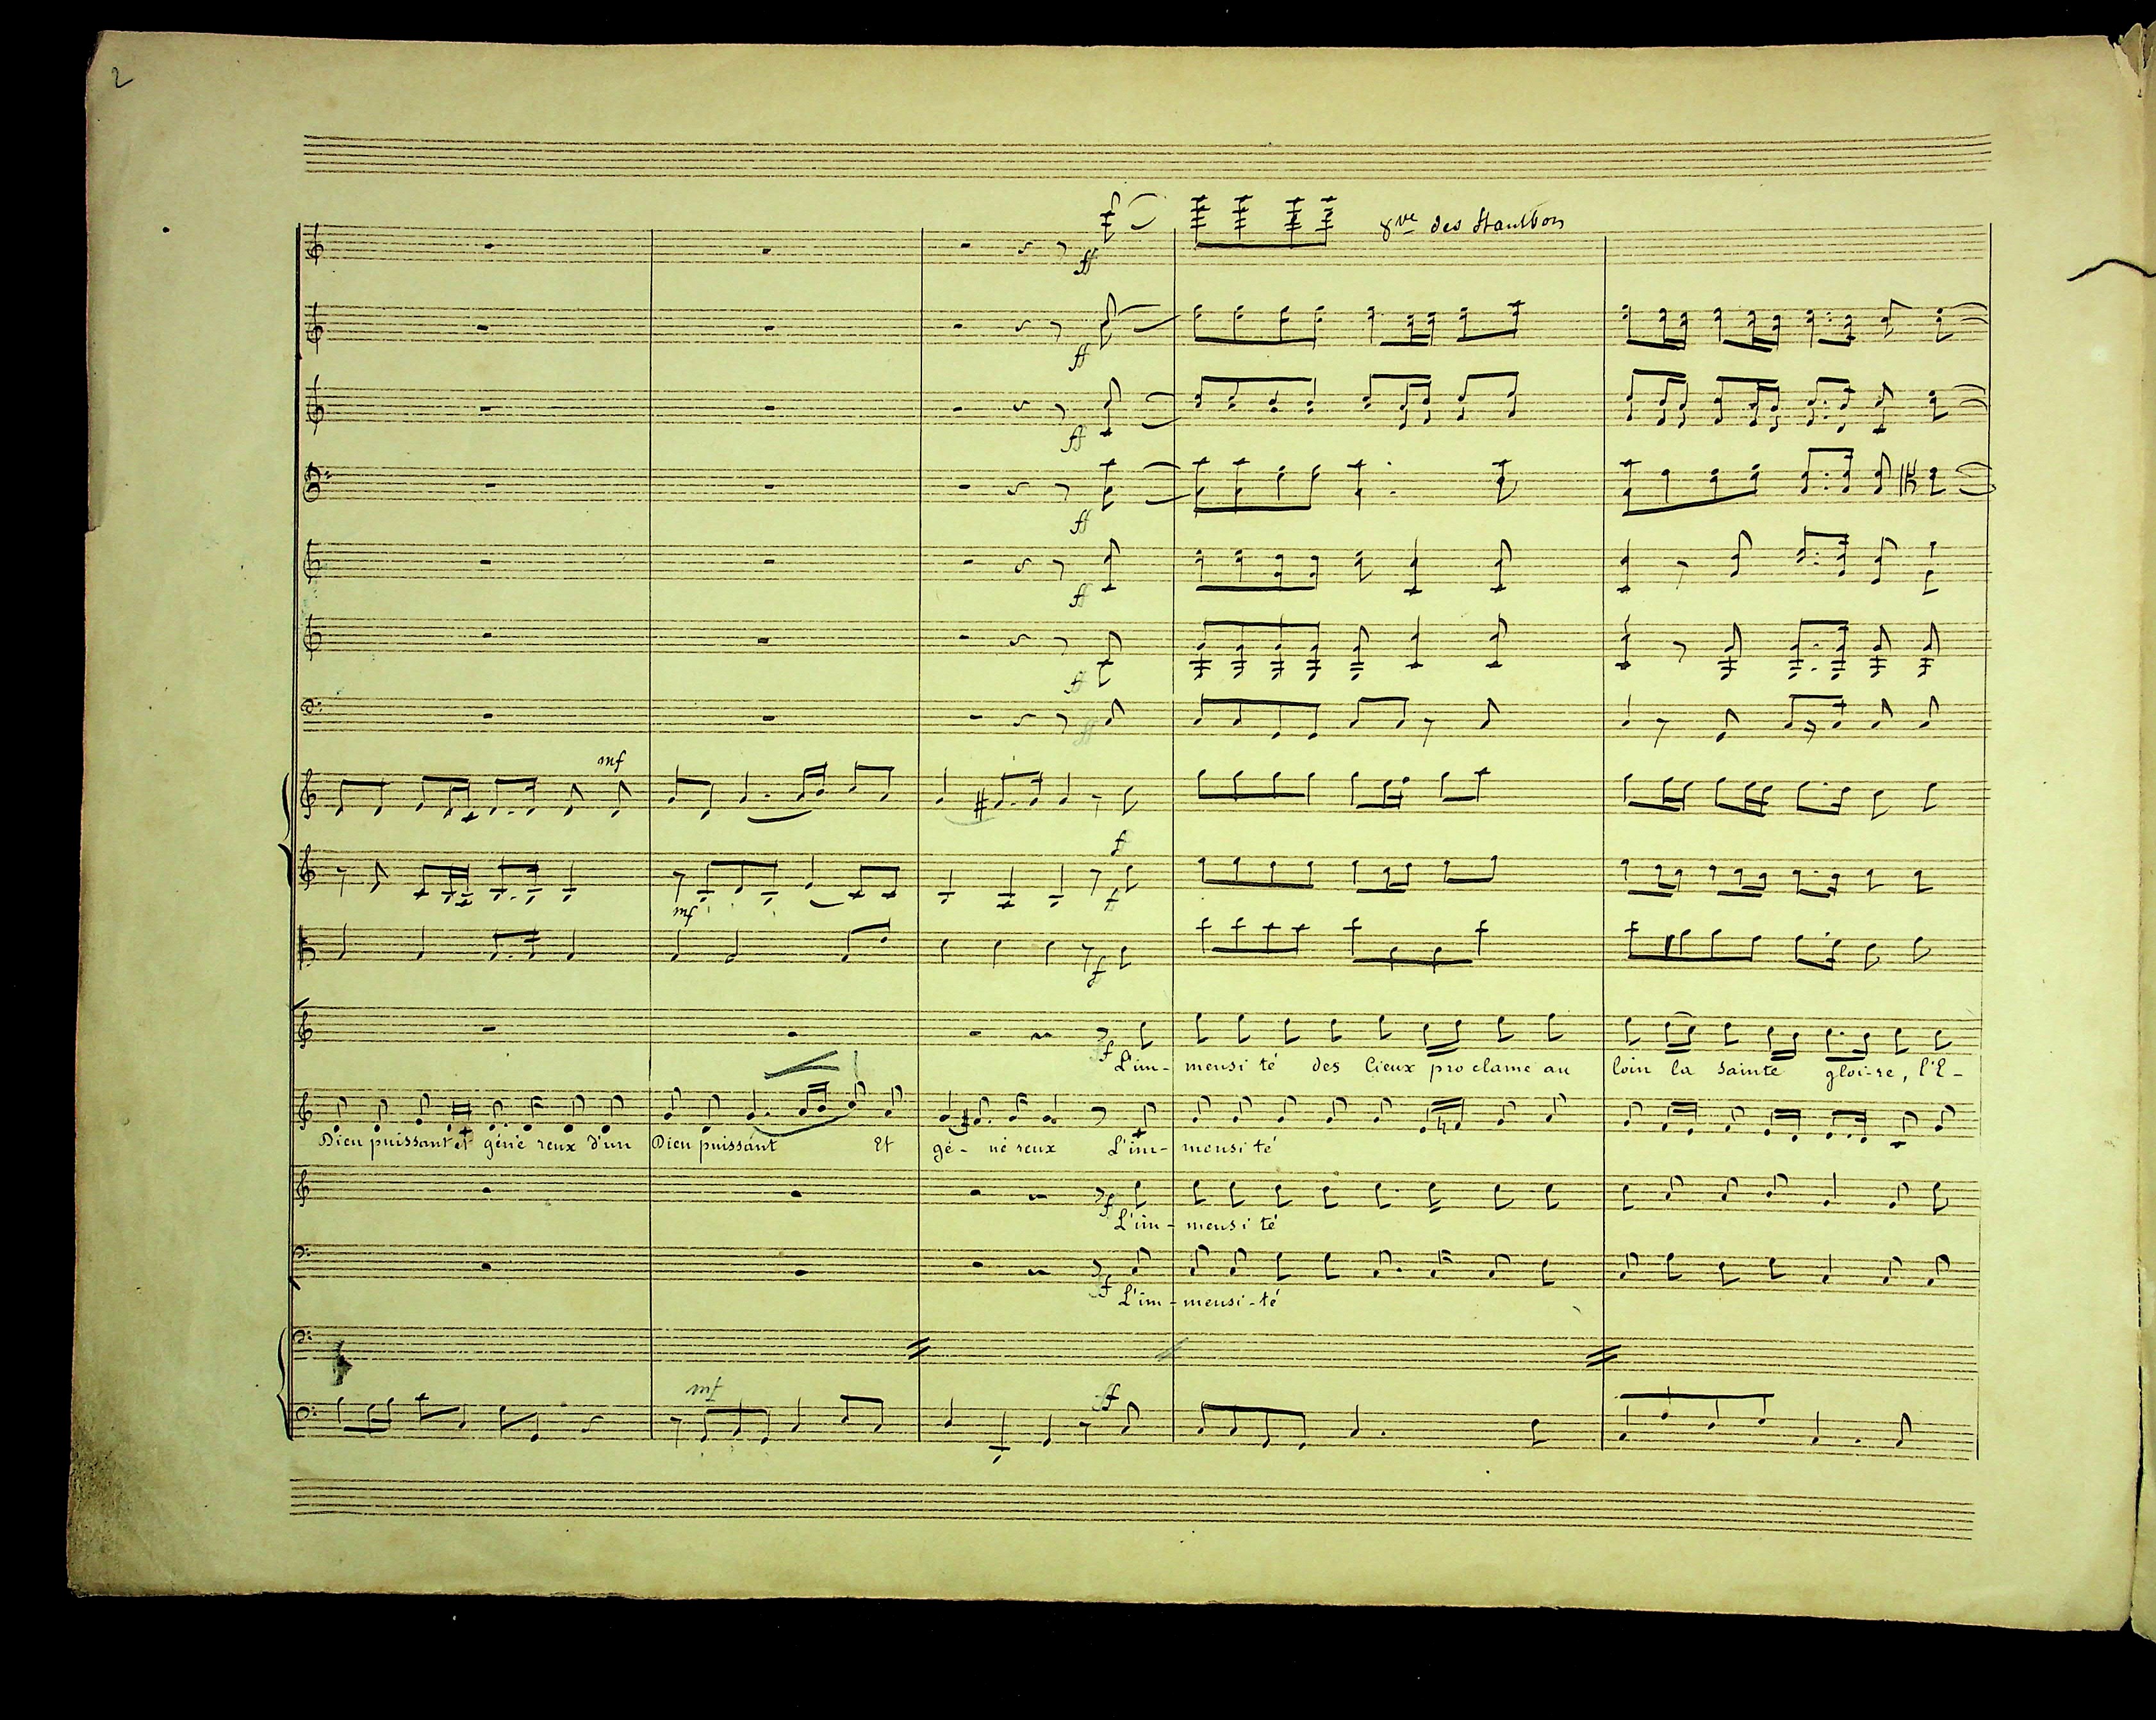 2
8ve des Hautbois
ff
ff
ff
ff
ff
ff
ff
mf
f
mf
f
f
f
L'im- mensi té des Cieux pro clame au loin la sainte gloi-re, l'E-
Dieu puissant et géné reux d'un Dieu puissant Et gé- né reux L'im- mensi té
f
L'im- mensi té
f
L'im- mensi-té
mf
ff